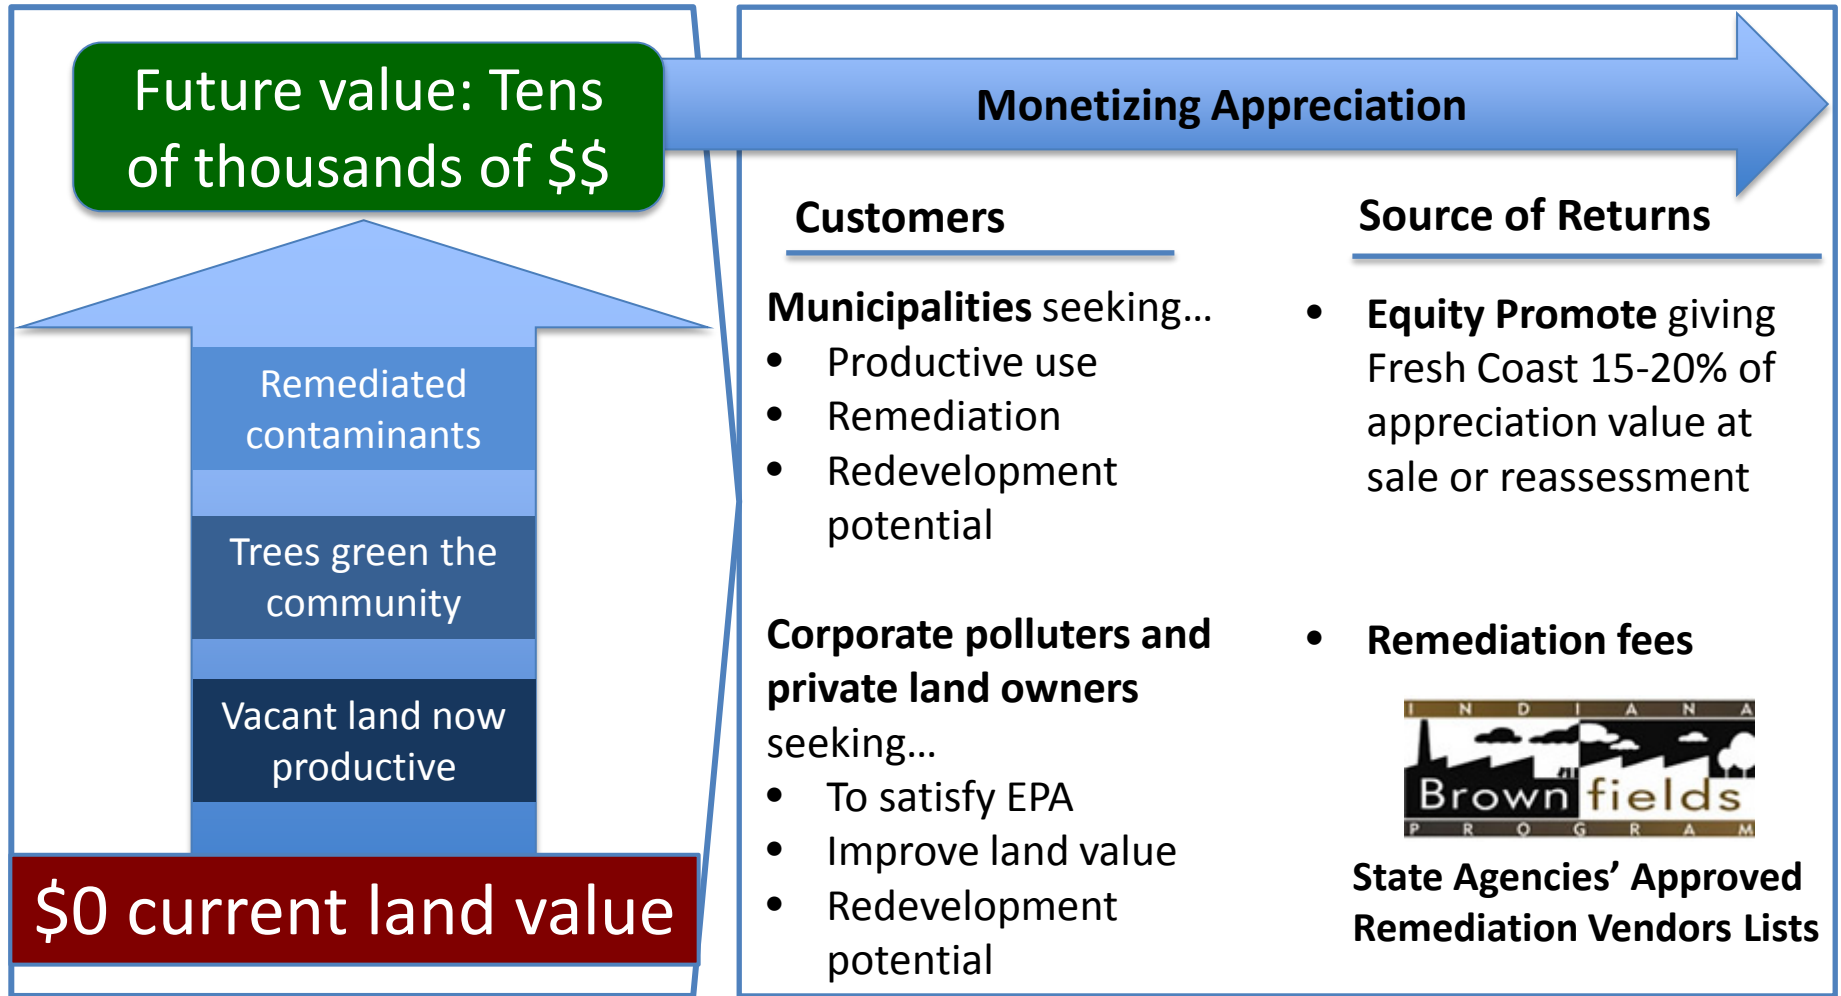 Future value: Tens
of thousands of $$
Remediated
contaminants
Trees green the
community
Vacant land now
productive
$0 current land value
Monetizing Appreciation
Customers
Municipalities seeking...
• Productive use
• Remediation
• Redevelopment
potential
Corporate polluters and
private land owners
seeking...
• To satisfy EPA
• Improve land value
• Redevelopment
potential
Source of Returns
• Equity Promote giving
Fresh Coast 15-20% of
appreciation value at
sale or reassessment
• Remediation fees
INDIANA
Brownfields
PROGRAM
State Agencies’ Approved
Remediation Vendors Lists